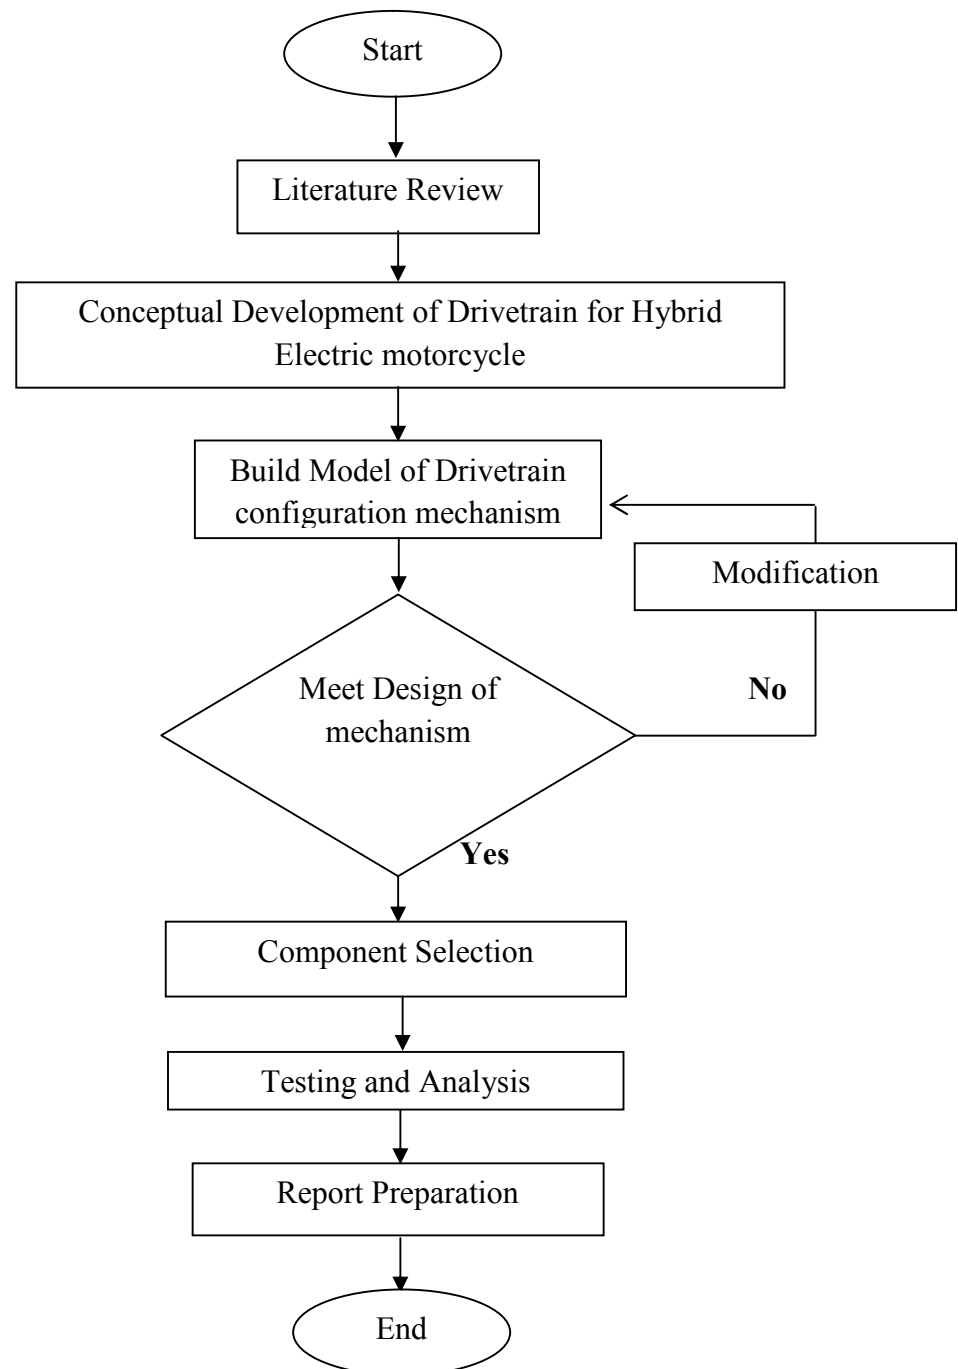 Start
Literature Review
Conceptual Development of Drivetrain for Hybrid
Electric motorcycle
Build Model of Drivetrain
configuration mechanism
Modification
Meet Design of
mechanism
No
Yes
Component Selection
Testing and Analysis
Report Preparation
End